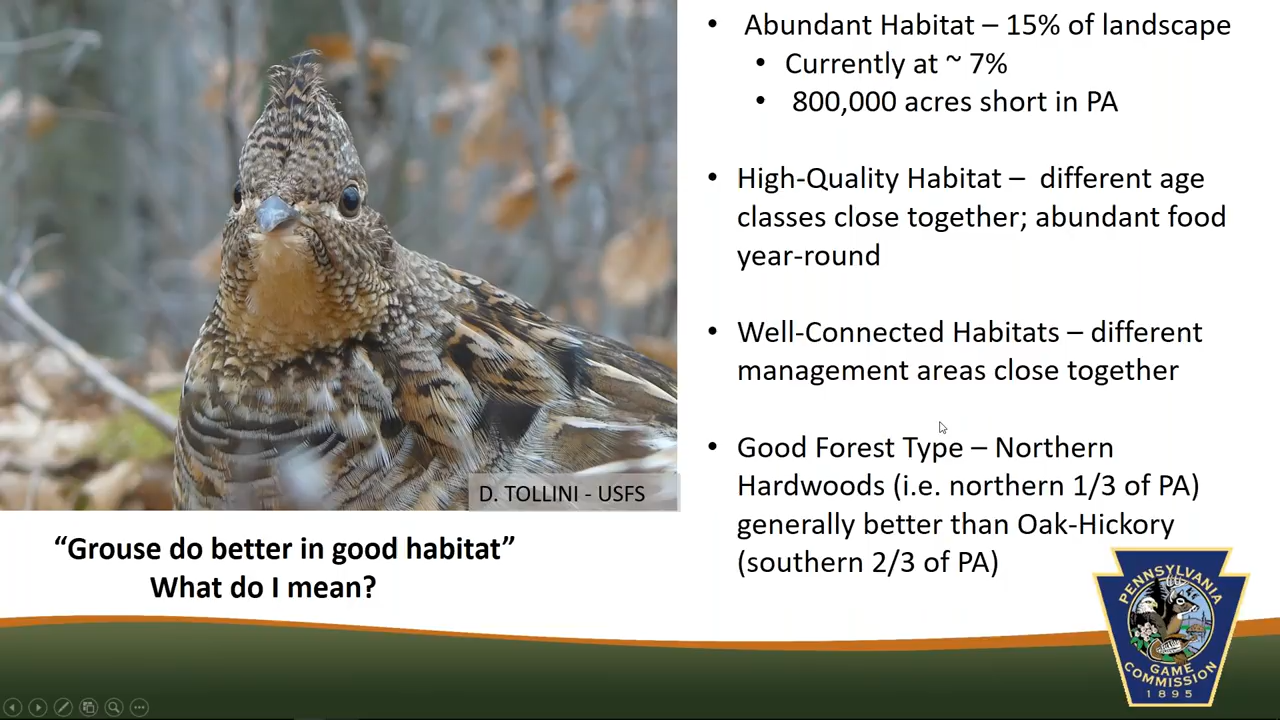 D. TOLLINI - USFS
“Grouse do better in good habitat”
What do I mean?
• Abundant Habitat – 15% of landscape
• Currently at ~ 7%
• 800,000 acres short in PA
• High-Quality Habitat – different age
classes close together; abundant food
year-round
• Well-Connected Habitats – different
management areas close together
• Good Forest Type – Northern
Hardwoods (i.e. northern 1/3 of PA)
generally better than Oak-Hickory
(southern 2/3 of PA)
PENNSYLVANIA
GAME
COMMISSION
1895